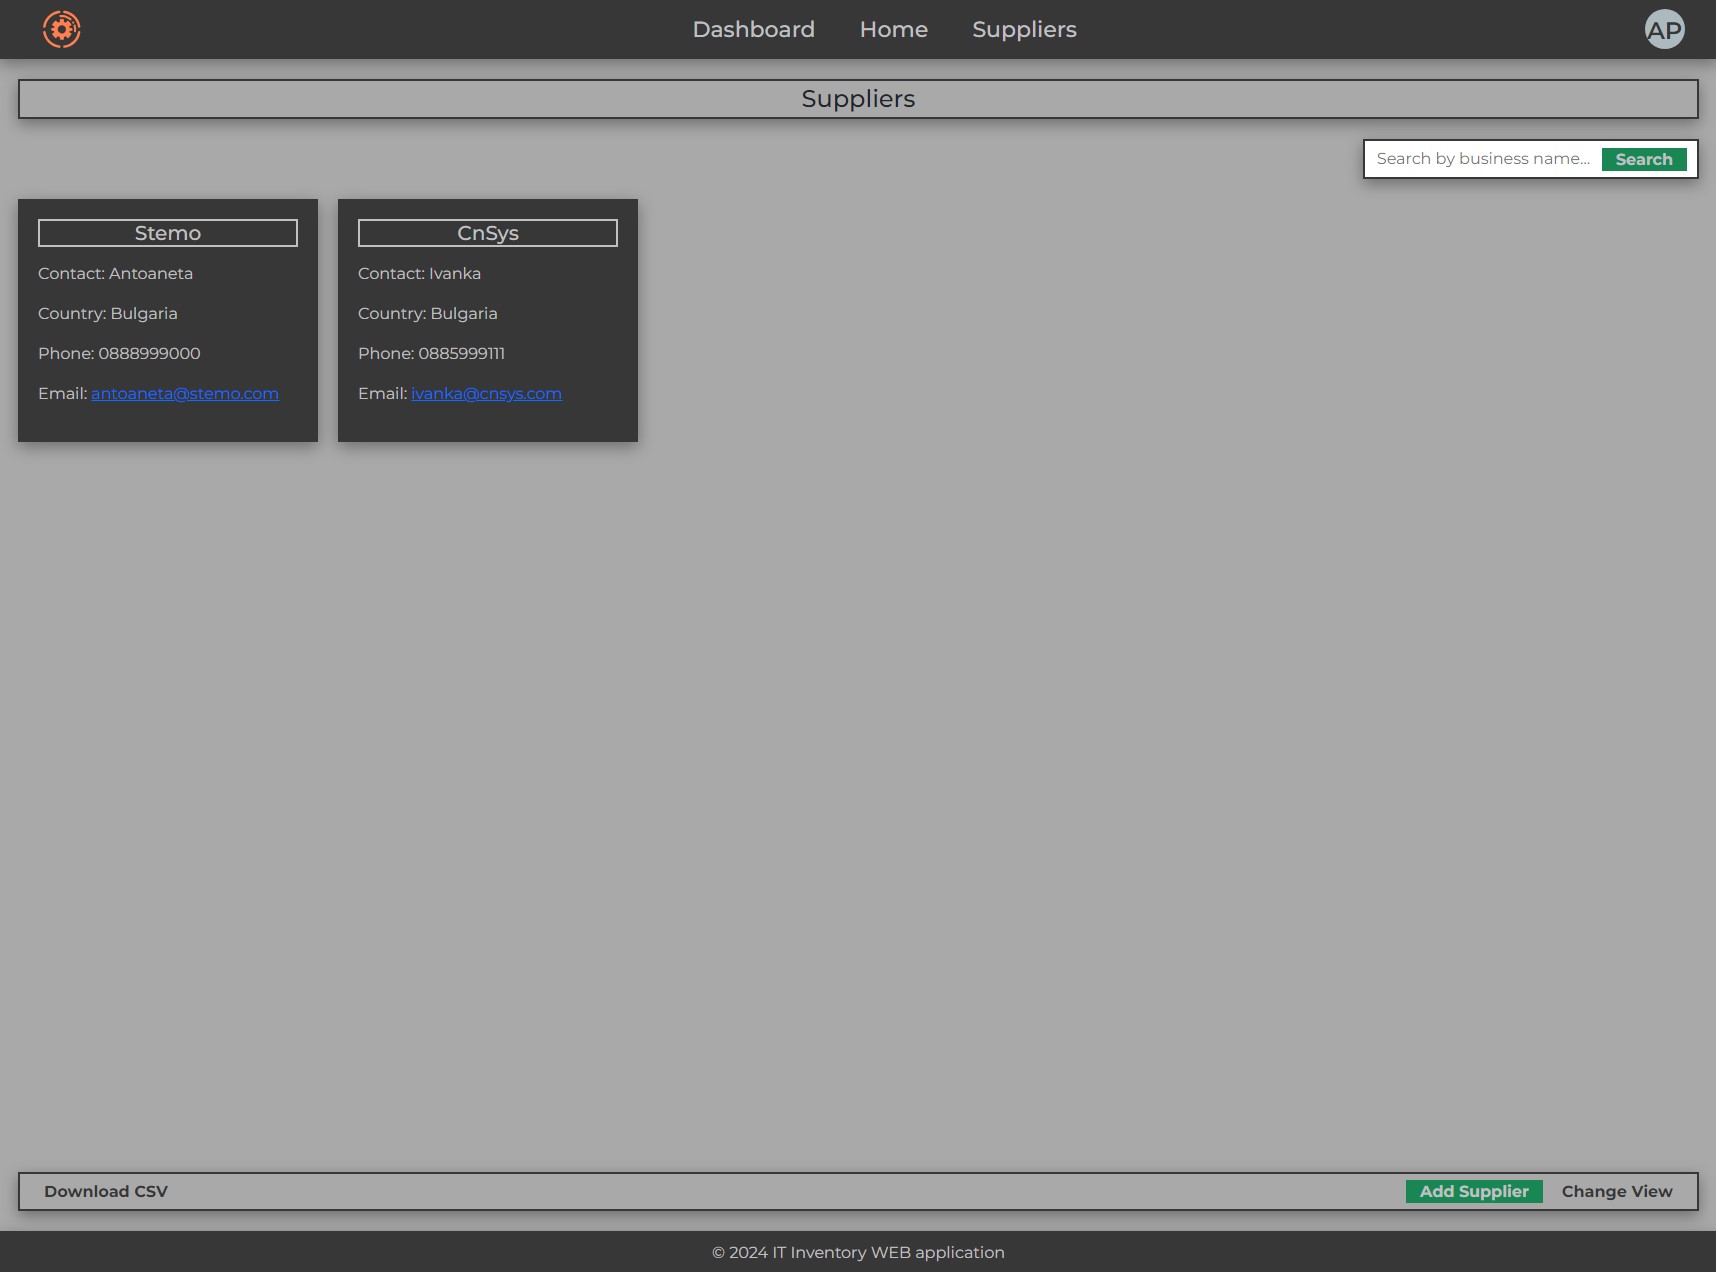 Dashboard Home Suppliers AP
Suppliers
Search by business name... Search
Stemo
Contact: Antoaneta
Country: Bulgaria
Phone: 0888999000
Email: antoaneta@stemo.com
CnSys
Contact: Ivanka
Country: Bulgaria
Phone: 0885999111
Email: ivanka@cnsys.com
Download CSV Add Supplier Change View
© 2024 IT Inventory WEB application